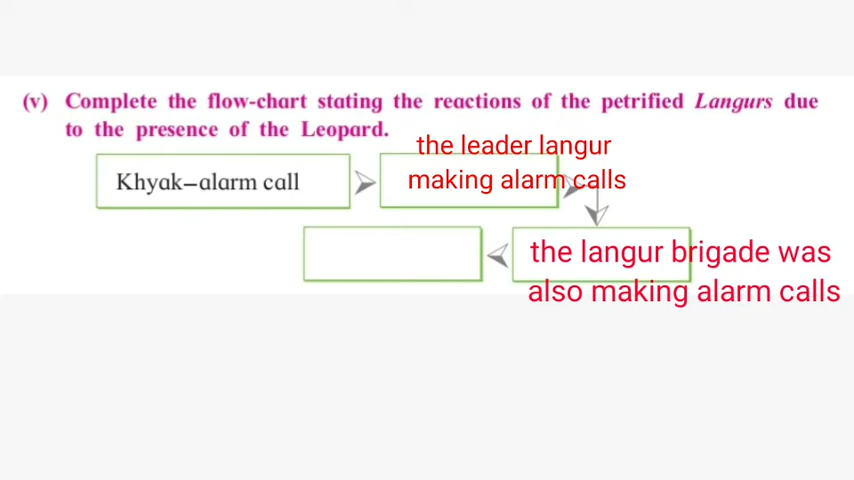 (v) Complete the flow-chart stating the reactions of the petrified Langurs due
to the presence of the Leopard.
the leader langur
Khyak–alarm call
making alarm calls
the langur brigade was
also making alarm calls